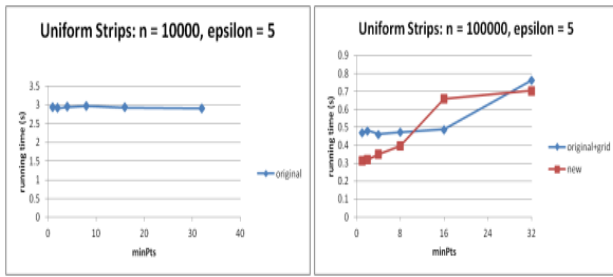 Uniform Strips: n = 10000, epsilon = 5
3.5
3
2.5
2
1.5
1
0.5
0
running time (s)
0 10 20 30 40
minPts
original
Uniform Strips: n = 100000, epsilon = 5
0.9
0.8
0.7
0.6
0.5
0.4
0.3
0.2
0.1
0
running time (s)
0 8 16 24 32
minPts
original+grid
new